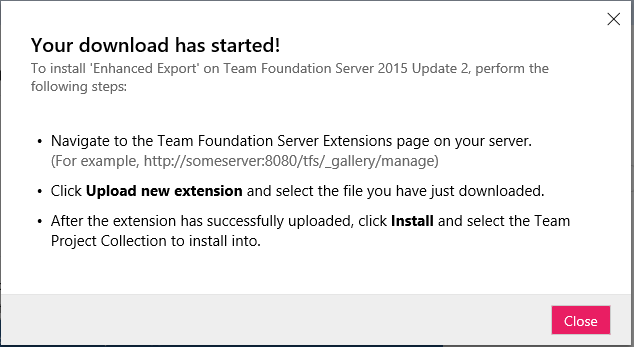 Your download has started!
To install 'Enhanced Export' on Team Foundation Server 2015 Update 2, perform the
following steps:
• Navigate to the Team Foundation Server Extensions page on your server.
(For example, http://someserver:8080/tfs/_gallery/manage)
• Click Upload new extension and select the file you have just downloaded.
• After the extension has successfully uploaded, click Install and select the Team
Project Collection to install into.
Close